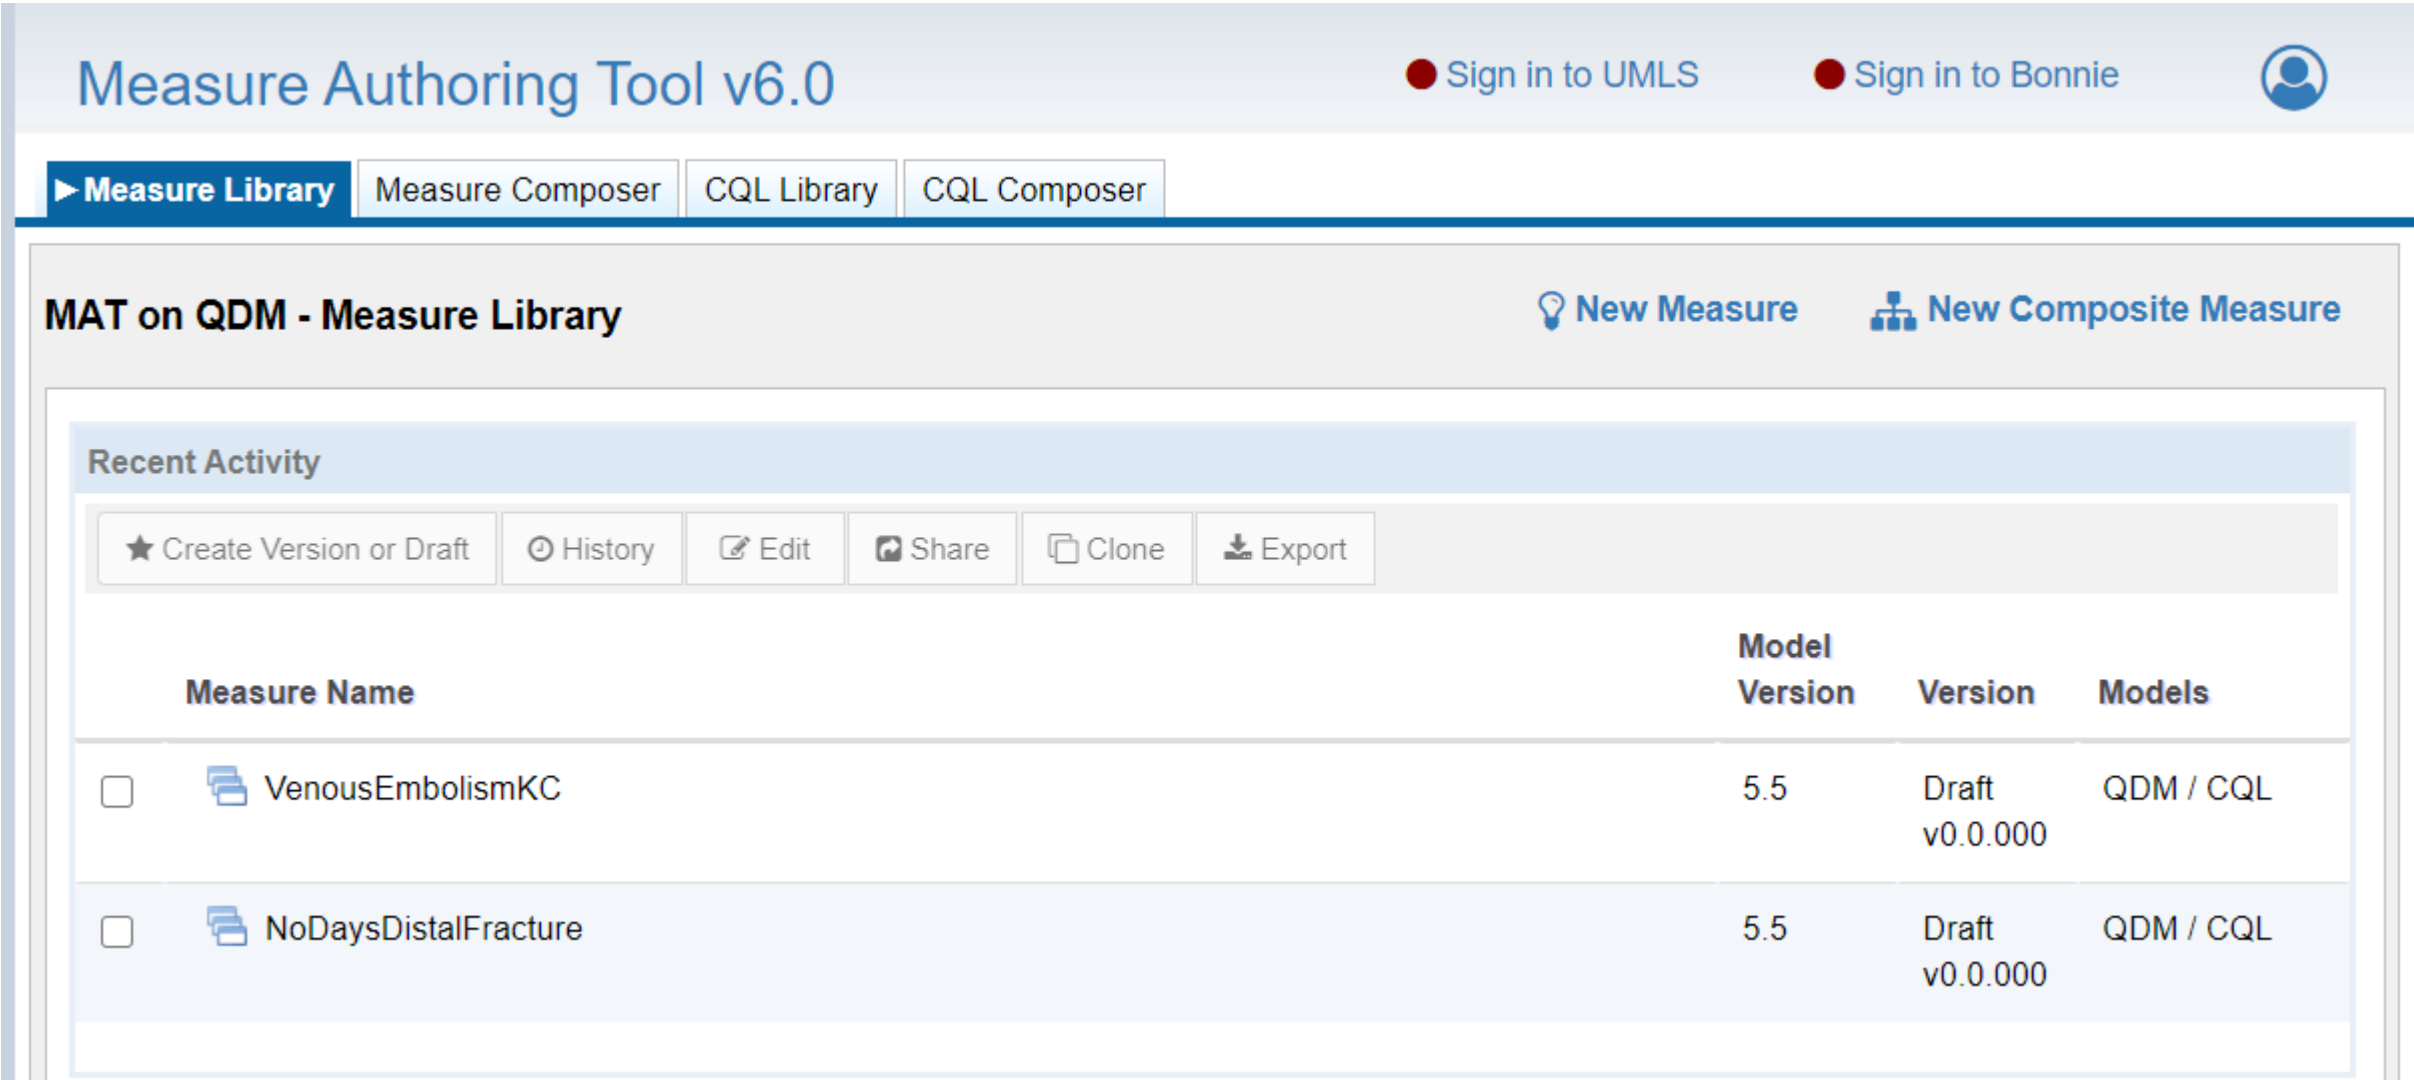 Measure Authoring Tool v6.0
Sign in to UMLS
Sign in to Bonnie
Measure Library
Measure Composer
CQL Library
CQL Composer
MAT on QDM - Measure Library
New Measure
New Composite Measure
Recent Activity
Create Version or Draft
History
Edit
Share
Clone
Export
Measure Name
Model
Version
Version
Models
VenousEmbolismKC
5.5
Draft
v0.0.000
QDM / CQL
NoDaysDistalFracture
5.5
Draft
v0.0.000
QDM / CQL